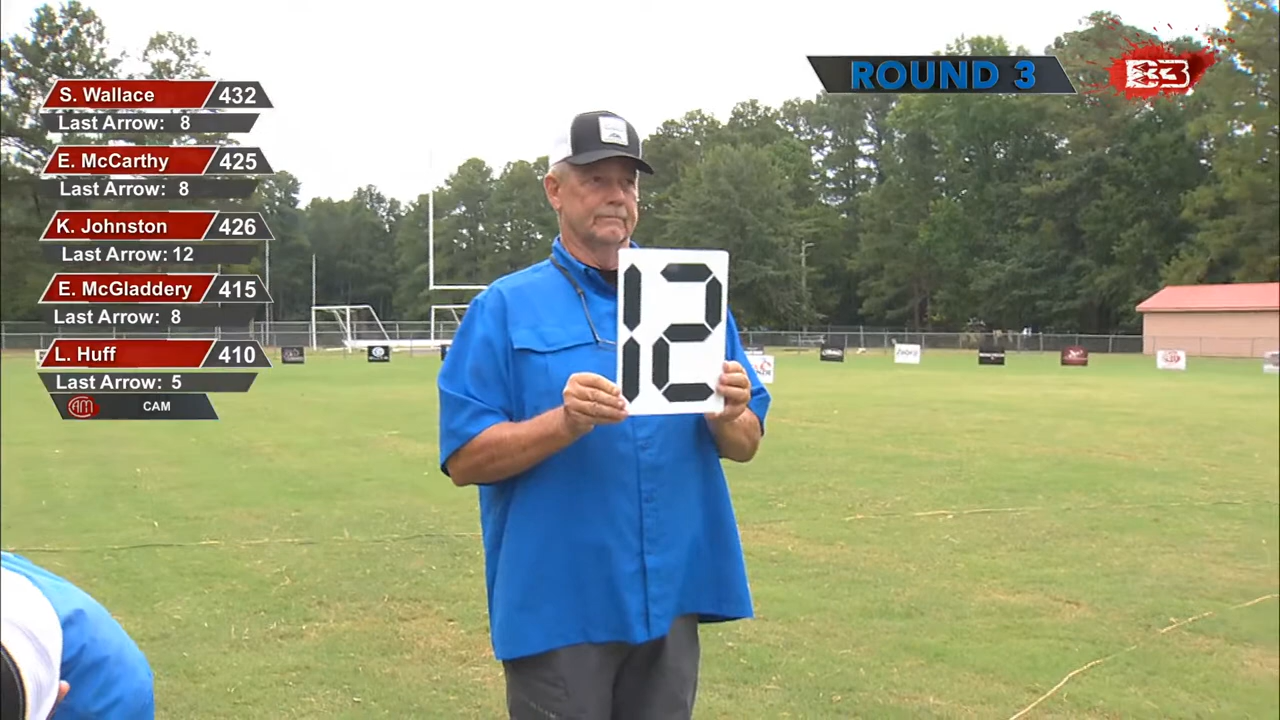 S. Wallace 432
Last Arrow: 8
E. McCarthy 425
Last Arrow: 8
K. Johnston 426
Last Arrow: 12
E. McGladdery 415
Last Arrow: 8
L. Huff 410
Last Arrow: 5
CAM
ROUND 3
12